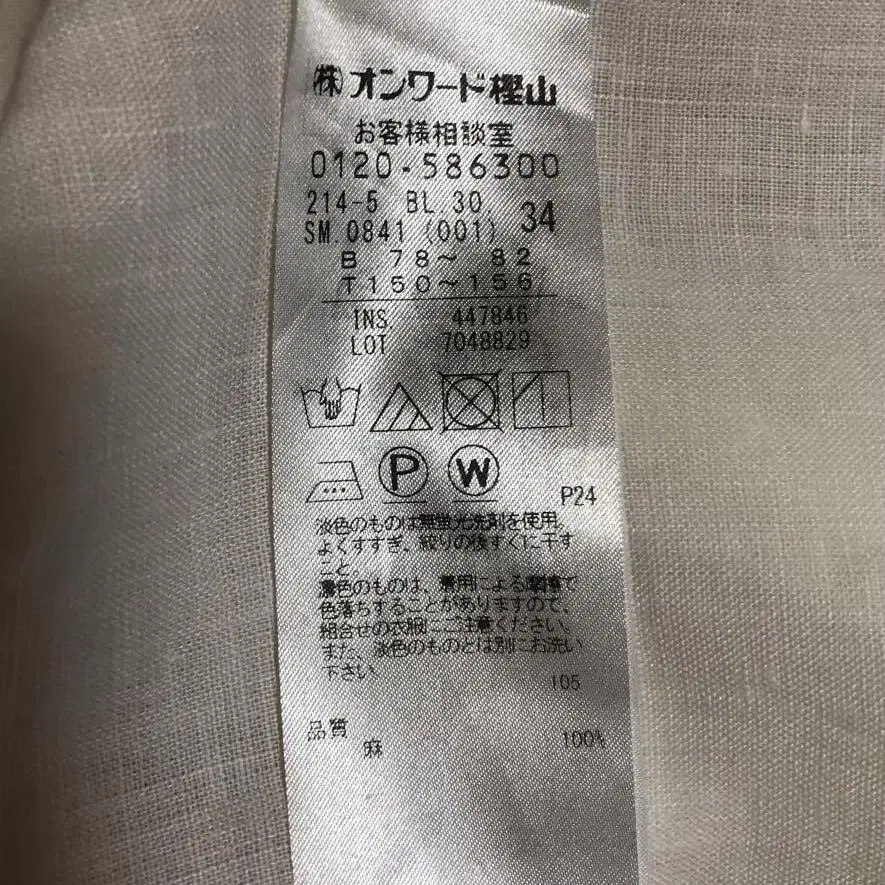 ㈱オンワード樫山
お客様相談室
0120-586300
214-5 BL.30. 34
SM.0841 (001)
B 78〜 82
T150〜156
INS 447846
LOT 7048829
P W
P24
淡色のものは無蛍光洗剤を使用。
よくすすぎ、絞りの後すぐに干す
こと。
濃色のものは、着用による摩擦で
色落ちすることがありますので、
組合せの衣服にご注意ください。
また、淡色のものとは別にお洗い
下さい。
105
品質
麻 100%